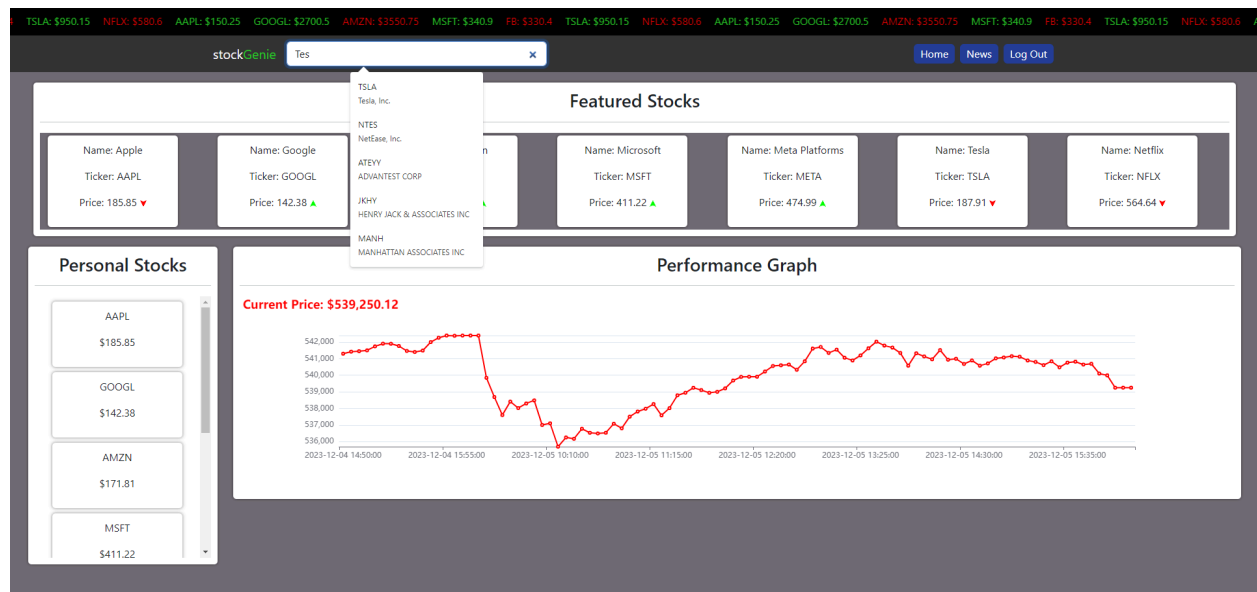 TSLA: $950.15 NFLX: $580.6 AAPL: $150.25 GOOGL: $2700.5 AMZN: $3550.75 MSFT: $340.9 FB: $330.4 TSLA: $950.15 NFLX: $580.6 AAPL: $150.25 GOOGL: $2700.5 AMZN: $3550.75 MSFT: $340.9 FB: $330.4 TSLA: $950.15 NFLX: $580.6
stockGenie Tes × Home News Log Out
TSLA
Tesla, Inc.
NTES
NetEase, Inc.
ATEYY
ADVANTEST CORP
JKHY
HENRY JACK & ASSOCIATES INC
MANH
MANHATTAN ASSOCIATES INC
Featured Stocks
Name: Apple
Ticker: AAPL
Price: 185.85
Name: Google
Ticker: GOOGL
Price: 142.38
Name: Microsoft
Ticker: MSFT
Price: 411.22
Name: Meta Platforms
Ticker: META
Price: 474.99
Name: Tesla
Ticker: TSLA
Price: 187.91
Name: Netflix
Ticker: NFLX
Price: 564.64
Personal Stocks
AAPL
$185.85
GOOGL
$142.38
AMZN
$171.81
MSFT
$411.22
Performance Graph
Current Price: $539,250.12
542,000
541,000
540,000
539,000
538,000
537,000
536,000
2023-12-04 14:50:00 2023-12-04 15:55:00 2023-12-05 10:10:00 2023-12-05 11:15:00 2023-12-05 12:20:00 2023-12-05 13:25:00 2023-12-05 14:30:00 2023-12-05 15:35:00